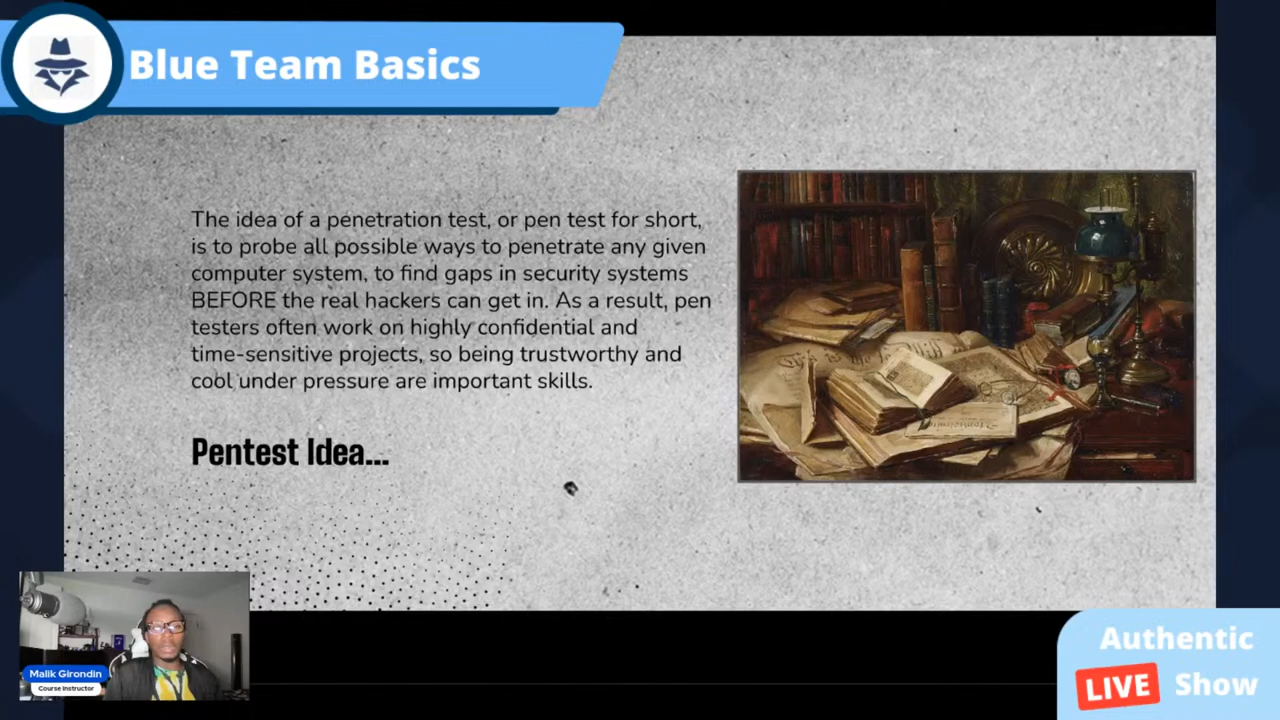 Blue Team Basics
The idea of a penetration test, or pen test for short,
is to probe all possible ways to penetrate any given
computer system, to find gaps in security systems
BEFORE the real hackers can get in. As a result, pen
testers often work on highly confidential and
time-sensitive projects, so being trustworthy and
cool under pressure are important skills.
Pentest Idea...
Malik Girondin
Course Instructor
Authentic
LIVE Show